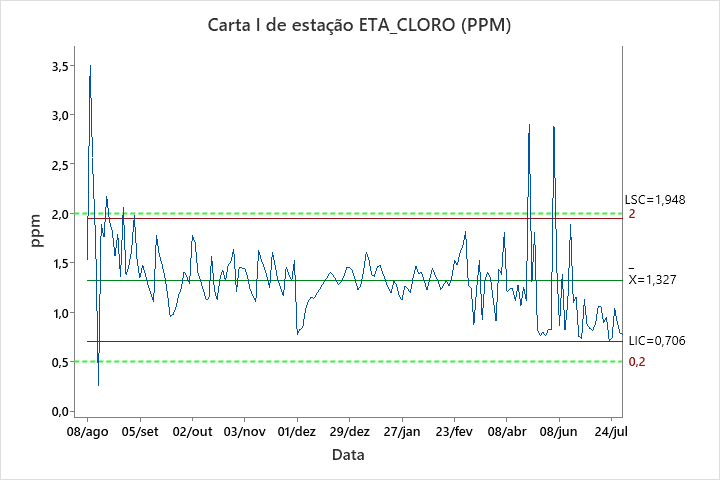 Carta I de estação ETA_CLORO (PPM)
3,5
3,0
2,5
2,0
1,5
1,0
0,5
0,0
ppm
LSC=1,948
2
X̄=1,327
LIC=0,706
0,2
08/ago 05/set 02/out 03/nov 01/dez 29/dez 27/jan 23/fev 08/abr 08/jun 24/jul
Data